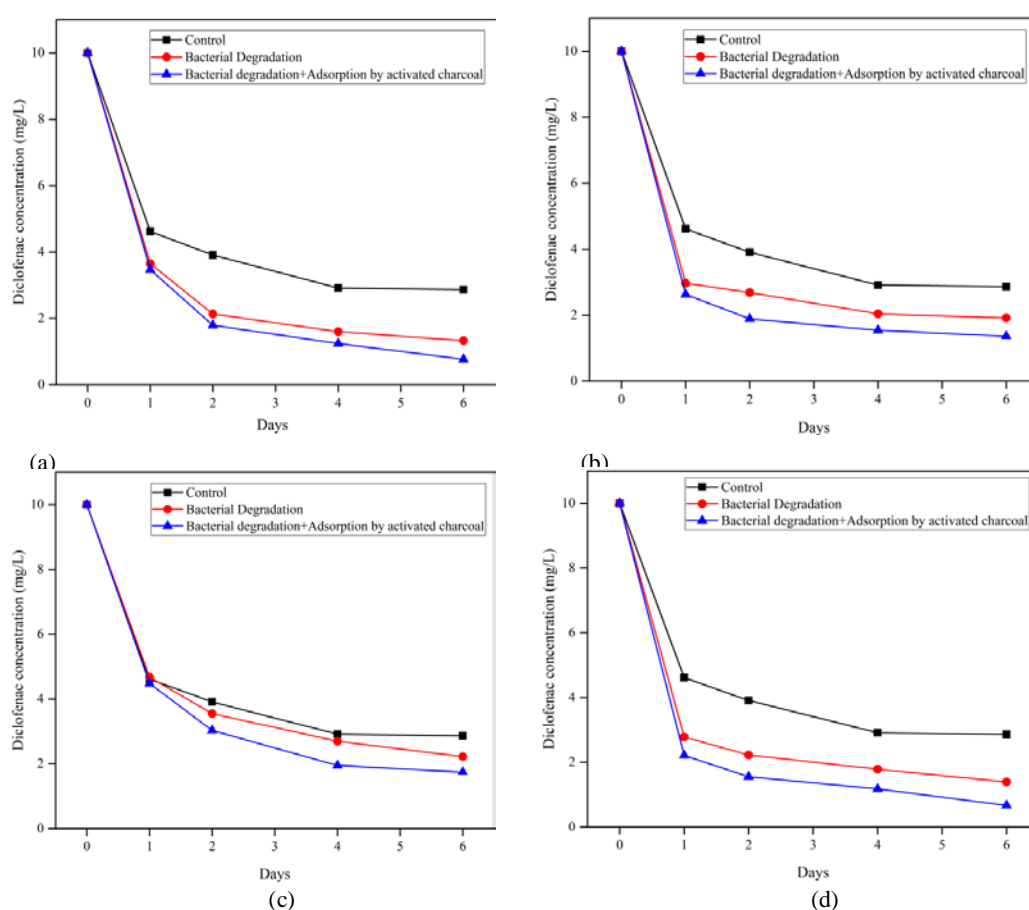 Control
Bacterial Degradation
Bacterial degradation+Adsorption by activated charcoal
Diclofenac concentration (mg/L)
10
8
6
4
2
0
0 1 2 3 4 5 6
Days
(a)
Control
Bacterial Degradation
Bacterial degradation+Adsorption by activated charcoal
Diclofenac concentration (mg/L)
10
8
6
4
2
0
0 1 2 3 4 5 6
Days
(b)
Control
Bacterial Degradation
Bacterial degradation+Adsorption by activated charcoal
Diclofenac concentration (mg/L)
10
8
6
4
2
0
0 1 2 3 4 5 6
Days
(c)
Control
Bacterial Degradation
Bacterial degradation+Adsorption by activated charcoal
Diclofenac concentration (mg/L)
10
8
6
4
2
0
0 1 2 3 4 5 6
Days
(d)